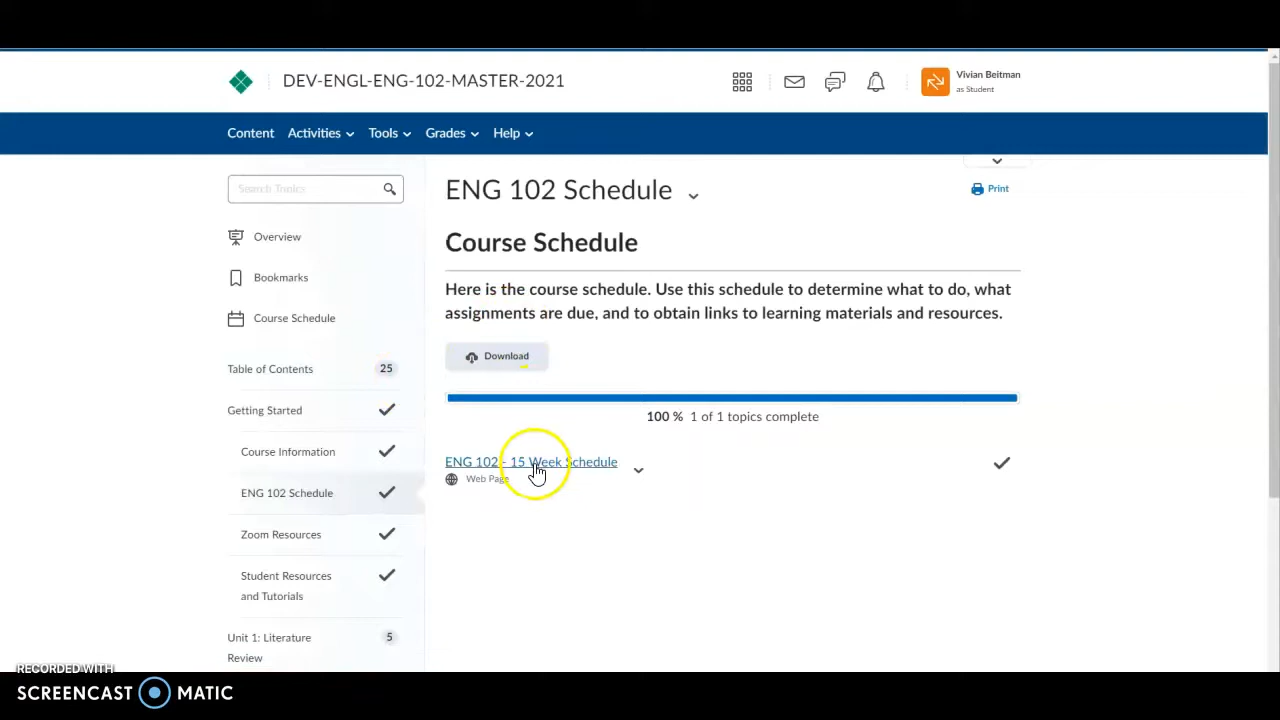 DEV-ENGL-ENG-102-MASTER-2021
Vivian Beitman
as Student
Content Activities Tools Grades Help
Search Topics
Overview
Bookmarks
Course Schedule
Table of Contents 25
Getting Started
Course Information
ENG 102 Schedule
Zoom Resources
Student Resources
and Tutorials
Unit 1: Literature 5
Review
ENG 102 Schedule
Print
Course Schedule
Here is the course schedule. Use this schedule to determine what to do, what
assignments are due, and to obtain links to learning materials and resources.
Download
100 % 1 of 1 topics complete
ENG 102 - 15 Week Schedule
Web Page
RECORDED WITH
SCREENCAST MATIC